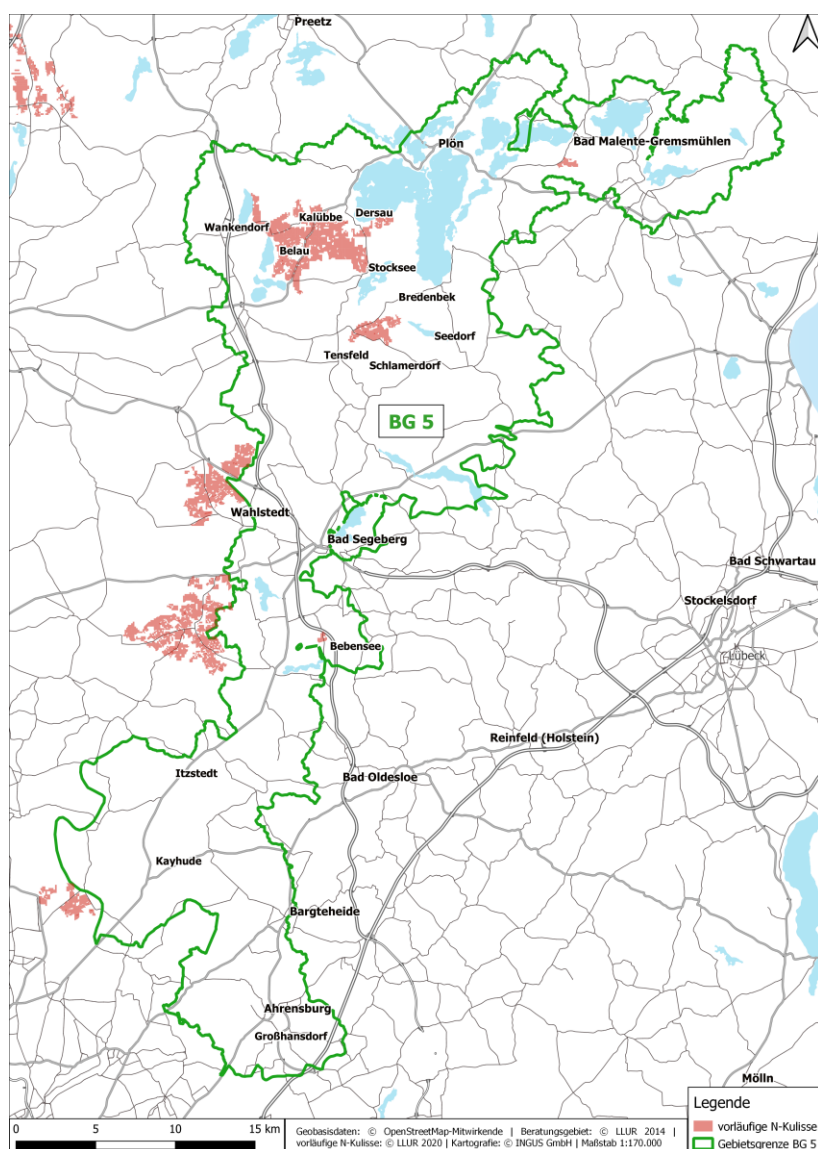 Preetz
Plön
Bad Malente-Gremsmühlen
Dersau
Kalübbe
Wankendorf
Belau
Stocksee
Bredenbek
Seedorf
Tensfeld
Schlamerdorf
BG 5
Wahlstedt
Bad Segeberg
Bad Schwartau
Stockelsdorf
Bebensee
Lübeck
Reinfeld (Holstein)
Itzstedt
Bad Oldesloe
Kayhude
Bargteheide
Ahrensburg
Großhansdorf
Mölln
Legende
vorläufige N-Kulisse
Gebietsgrenze BG 5
0 5 10 15 km
Geobasisdaten: © OpenStreetMap-Mitwirkende | Beratungsgebiet: © LLUR 2014 |
vorläufige N-Kulisse: © LLUR 2020 | Kartografie: © INGUS GmbH | Maßstab 1:170.000